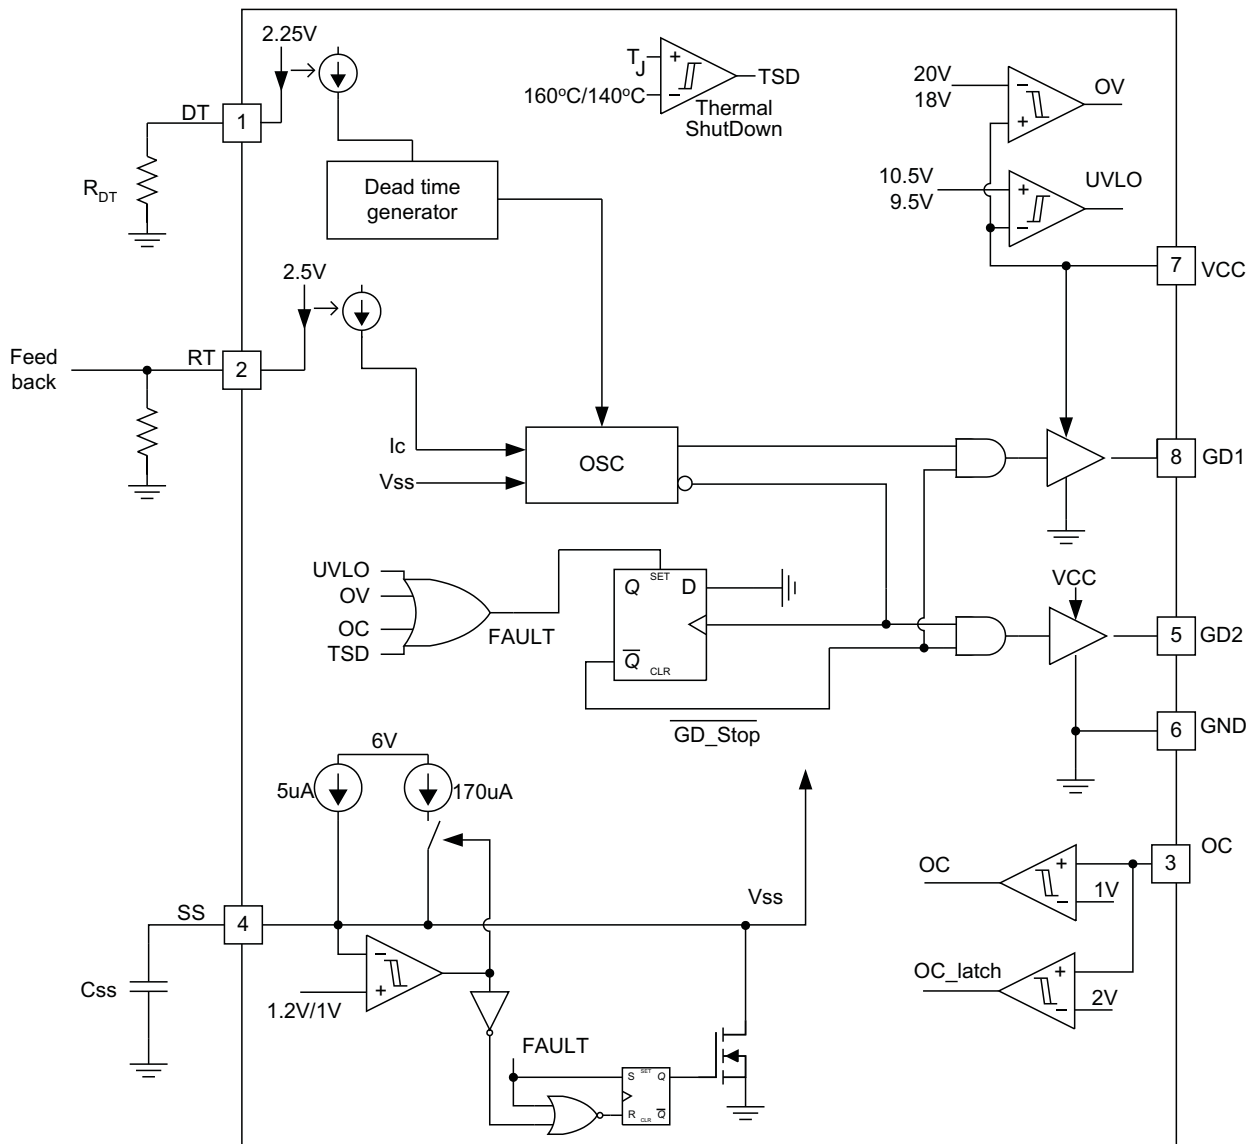 2.25V
DT
1
R_DT
Dead time
generator
T_J
+
160°C/140°C
−
TSD
Thermal
ShutDown
20V
18V
−
+
OV
10.5V
9.5V
+
−
UVLO
7
VCC
2.5V
Feed
back
RT
2
Ic
Vss
OSC
8
GD1
UVLO
OV
OC
TSD
FAULT
Q
SET
D
Q̅
CLR
G̅D̅_̅S̅t̅o̅p̅
VCC
5
GD2
6
GND
6V
5uA
170uA
SS
4
Css
−
+
1.2V/1V
Vss
FAULT
S
SET
Q
R
CLR
Q̅
OC
3
OC
+
−
1V
OC_latch
+
−
2V